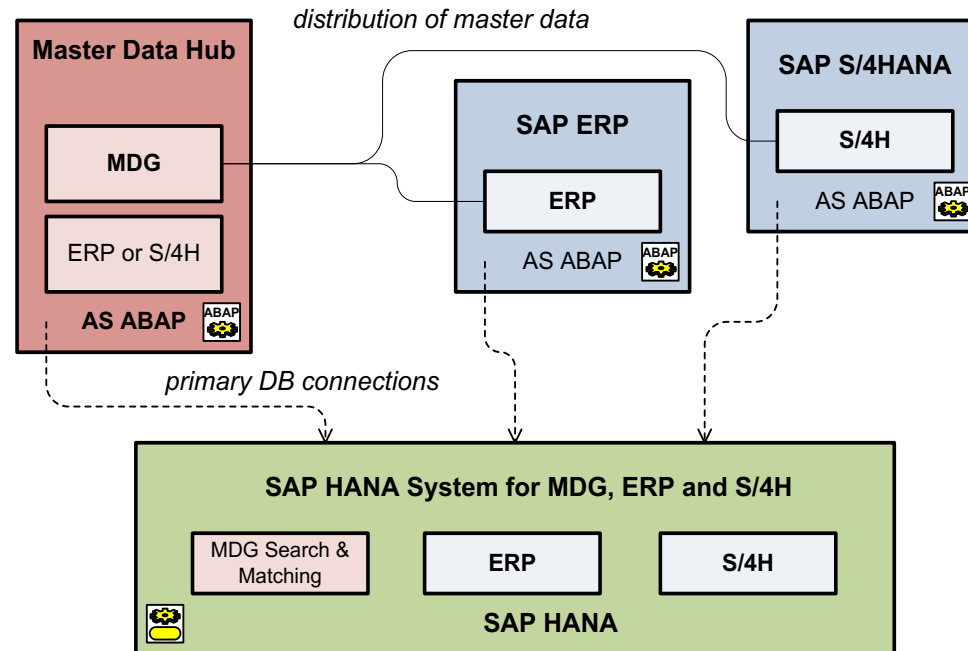 distribution of master data
Master Data Hub
MDG
ERP or S/4H
AS ABAP
ABAP
SAP ERP
ERP
AS ABAP
ABAP
SAP S/4HANA
S/4H
AS ABAP
ABAP
primary DB connections
SAP HANA System for MDG, ERP and S/4H
MDG Search &
Matching
ERP
S/4H
SAP HANA